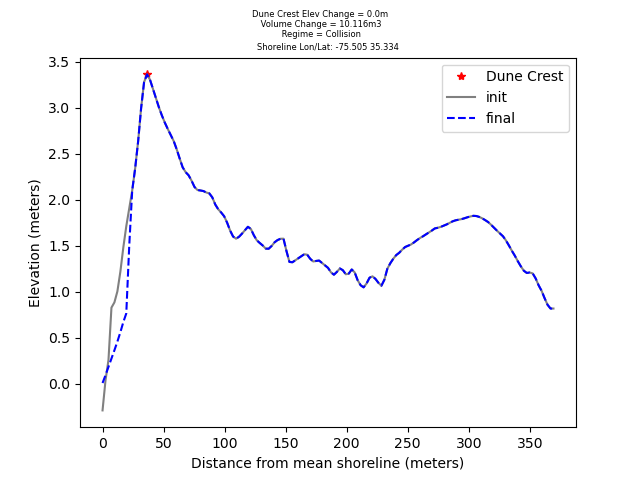 Dune Crest Elev Change = 0.0m
Volume Change = 10.116m3
Regime = Collision
Shoreline Lon/Lat: -75.505 35.334
3.5
3.0
2.5
2.0
1.5
1.0
0.5
0.0
Elevation (meters)
Dune Crest
init
final
0 50 100 150 200 250 300 350
Distance from mean shoreline (meters)